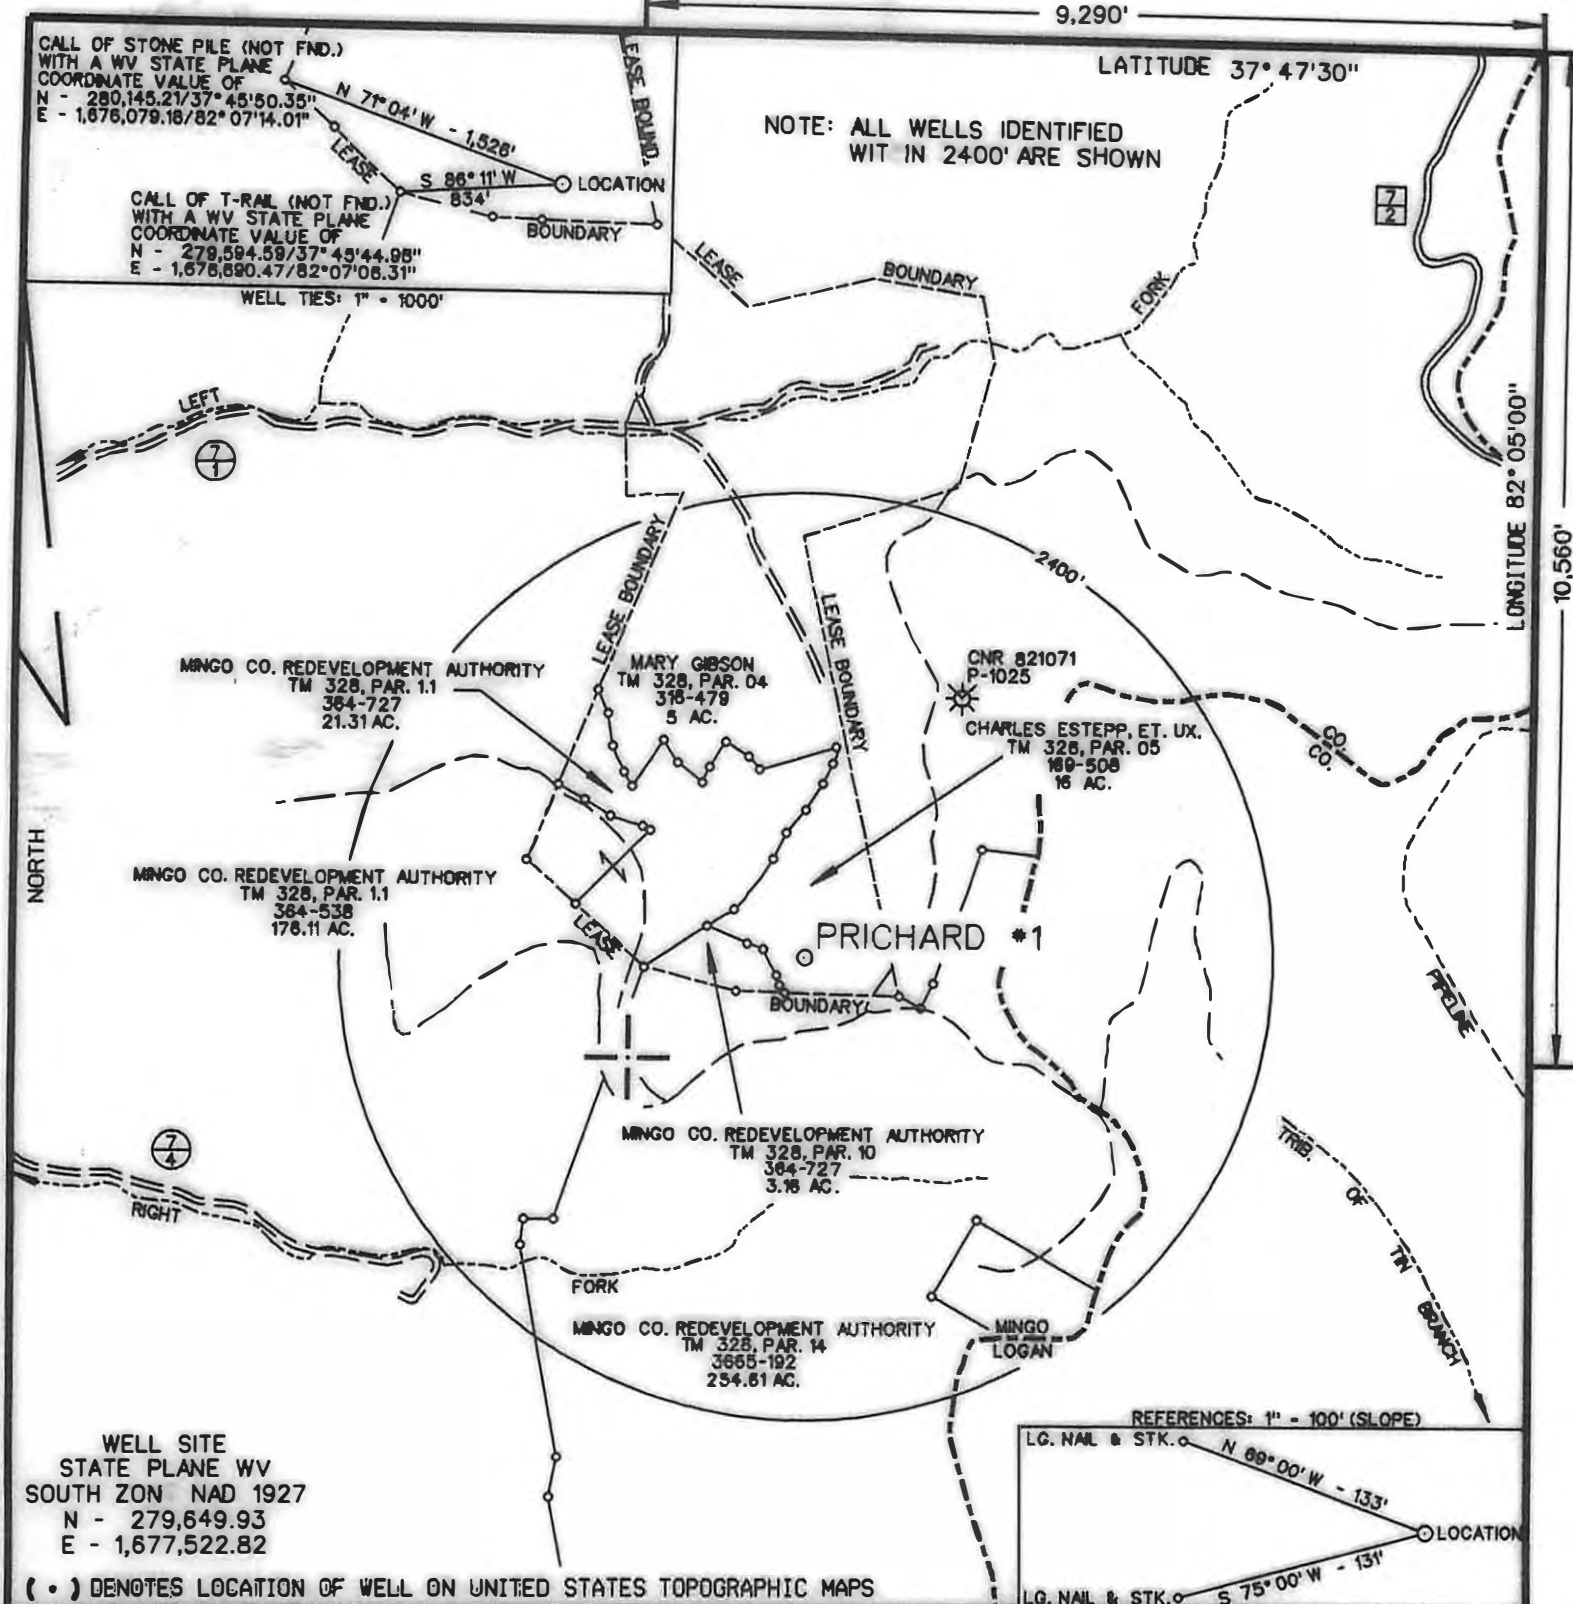 9,290'
CALL OF STONE PILE (NOT FND.)
WITH A WV STATE PLANE
COORDINATE VALUE OF
N - 280,145.21/37°45'50.35"
E - 1,676,079.18/82°07'14.01"
N 71°04' W - 1,526'
LEASE
S 86°11' W
834'
LOCATION
CALL OF T-RAIL (NOT FND.)
WITH A WV STATE PLANE
COORDINATE VALUE OF
N - 279,594.59/37°45'44.98"
E - 1,676,690.47/82°07'06.31"
BOUNDARY
EASE BOUND.
WELL TIES: 1" = 1000'
LATITUDE 37°47'30"
NOTE: ALL WELLS IDENTIFIED
WIT IN 2400' ARE SHOWN
7
2
LEASE
BOUNDARY
FORK
LEFT
7
1
LONGITUDE 82°05'00"
10,560'
2400'
LEASE BOUNDARY
LEASE BOUNDARY
MINGO CO. REDEVELOPMENT AUTHORITY
TM 328, PAR. 1.1
364-727
21.31 AC.
MARY GIBSON
TM 328, PAR. 04
316-479
5 AC.
CNR 821071
P-1025
CHARLES ESTEPP, ET. UX.
TM 328, PAR. 05
169-508
16 AC.
CO.
CO.
NORTH
MINGO CO. REDEVELOPMENT AUTHORITY
TM 328, PAR. 1.1
364-538
176.11 AC.
LEASE
PRICHARD #1
BOUNDARY
PIPELINE
MINGO CO. REDEVELOPMENT AUTHORITY
TM 328, PAR. 10
364-727
3.16 AC.
7
4
RIGHT
FORK
TRIB.
OF
TIN
BRANCH
MINGO CO. REDEVELOPMENT AUTHORITY
TM 328, PAR. 14
3665-192
254.61 AC.
MINGO
LOGAN
WELL SITE
STATE PLANE WV
SOUTH ZON NAD 1927
N - 279,649.93
E - 1,677,522.82
REFERENCES: 1" = 100' (SLOPE)
LG. NAIL & STK.
N 69°00' W - 133'
LOCATION
S 75°00' W - 131'
LG. NAIL & STK.
( + ) DENOTES LOCATION OF WELL ON UNITED STATES TOPOGRAPHIC MAPS